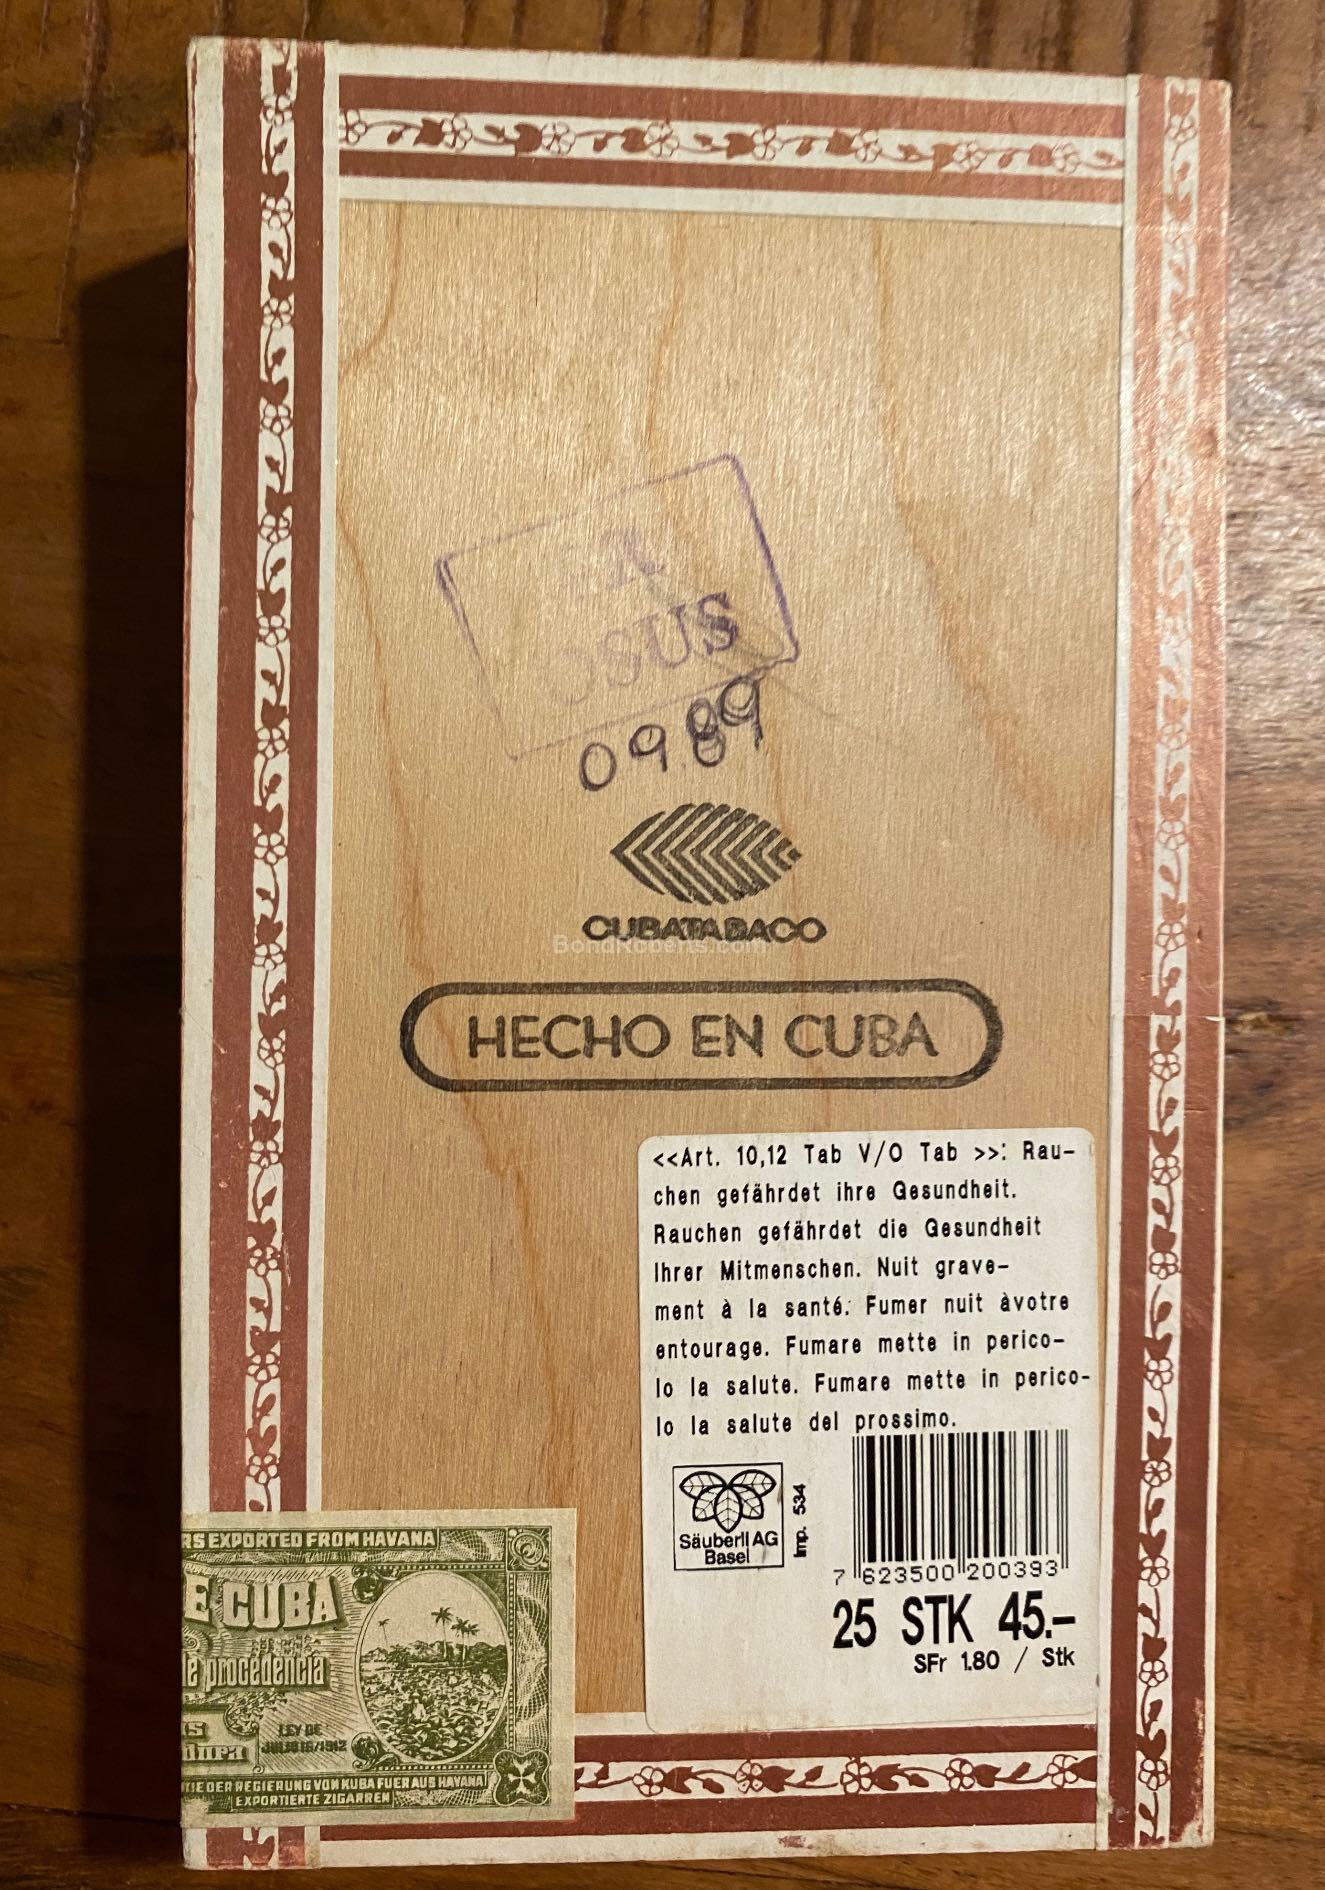 OSUS
09.89
CUBATABACO
BondRoberts.com
HECHO EN CUBA
<<Art. 10,12 Tab V/O Tab >>: Rau-
chen gefährdet ihre Gesundheit.
Rauchen gefährdet die Gesundheit
Ihrer Mitmenschen. Nuit grave-
ment à la santé. Fumer nuit àvotre
entourage. Fumare mette in perico-
lo la salute. Fumare mette in perico-
lo la salute del prossimo.
Säuberli AG
Basel
Imp. 534
7 623500 200393
25 STK 45.-
SFr 1.80 / Stk
RS EXPORTED FROM HAVANA
E CUBA
e procedencia
LEY DE
JULIO 16/1912
TIE DER REGIERUNG VON KUBA FUER AUS HAVANA
EXPORTIERTE ZIGARREN